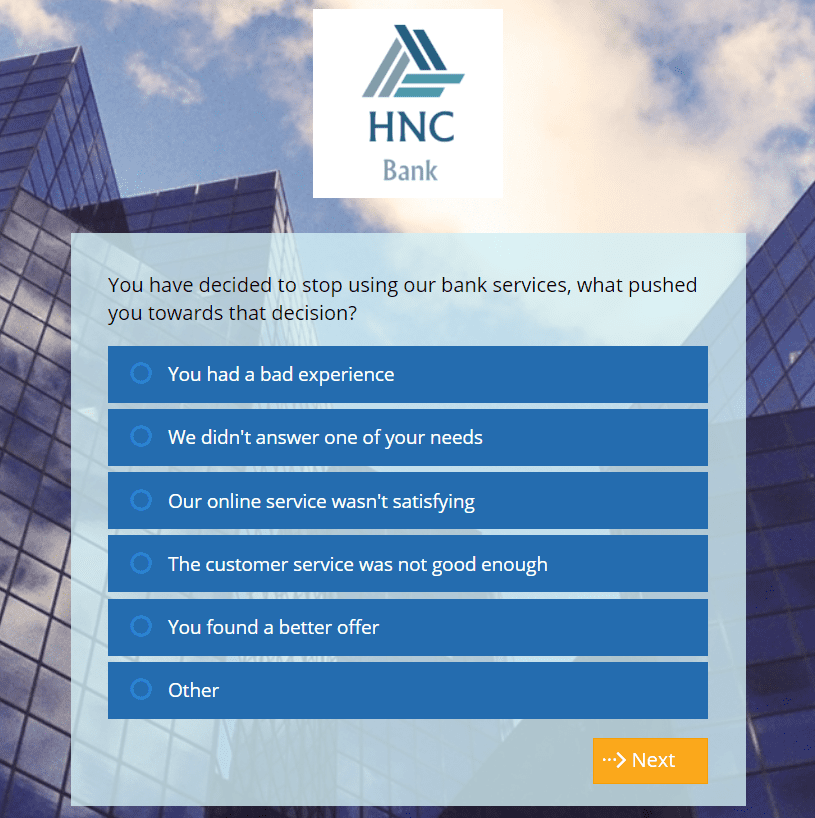 HNC
Bank
You have decided to stop using our bank services, what pushed
you towards that decision?
You had a bad experience
We didn't answer one of your needs
Our online service wasn't satisfying
The customer service was not good enough
You found a better offer
Other
Next